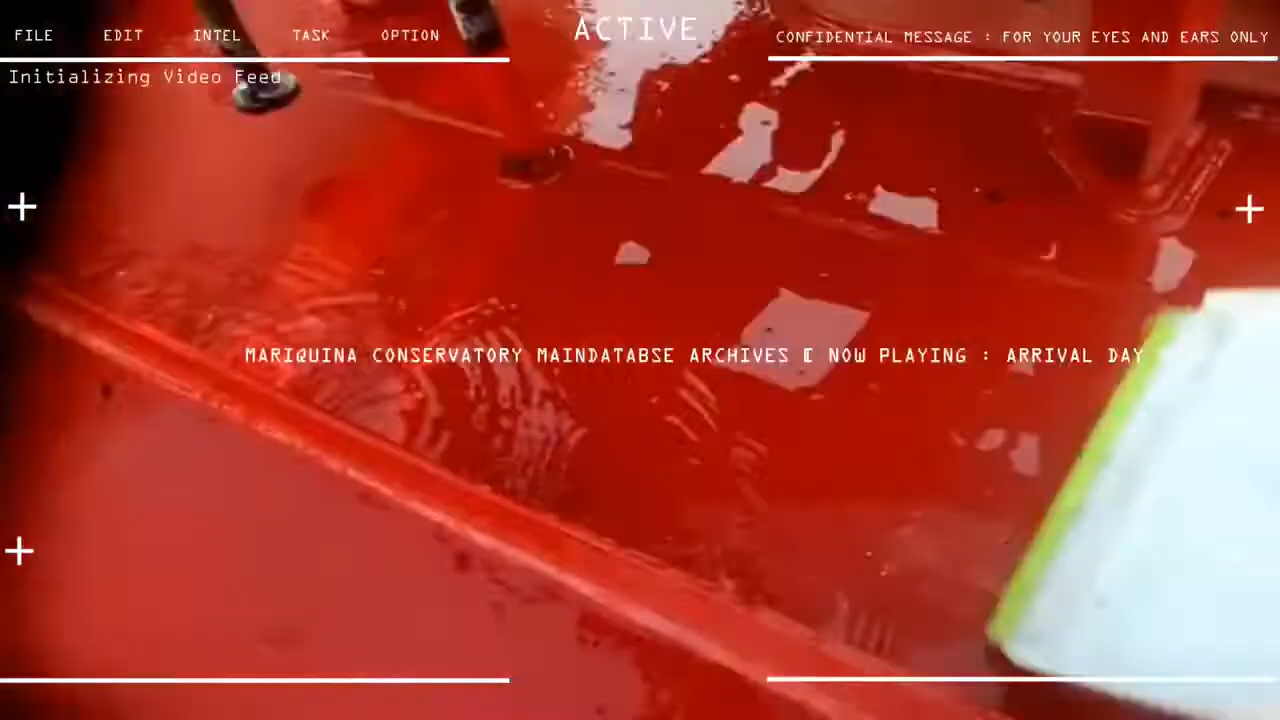 FILE EDIT INTEL TASK OPTION
ACTIVE
CONFIDENTIAL MESSAGE : FOR YOUR EYES AND EARS ONLY
Initializing Video Feed
MARIQUINA CONSERVATORY MAINDATABSE ARCHIVES [ NOW PLAYING : ARRIVAL DAY